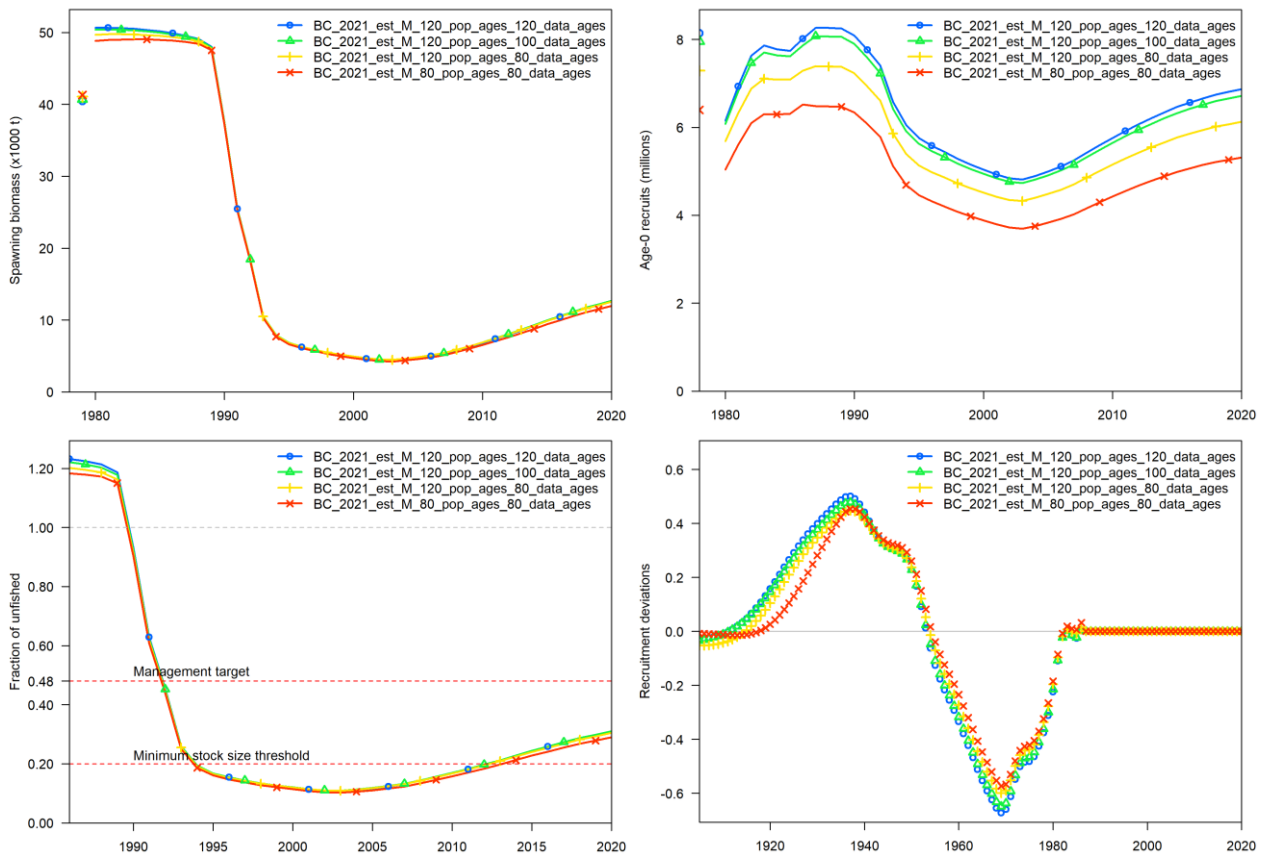 Spawning biomass (x1000 t)
50
40
30
20
10
0
BC_2021_est_M_120_pop_ages_120_data_ages
BC_2021_est_M_120_pop_ages_100_data_ages
BC_2021_est_M_120_pop_ages_80_data_ages
BC_2021_est_M_80_pop_ages_80_data_ages
1980 1990 2000 2010 2020
Age-0 recruits (millions)
8
6
4
2
0
BC_2021_est_M_120_pop_ages_120_data_ages
BC_2021_est_M_120_pop_ages_100_data_ages
BC_2021_est_M_120_pop_ages_80_data_ages
BC_2021_est_M_80_pop_ages_80_data_ages
1980 1990 2000 2010 2020
Fraction of unfished
1.20
1.00
0.80
0.60
0.48
0.40
0.20
0.00
BC_2021_est_M_120_pop_ages_120_data_ages
BC_2021_est_M_120_pop_ages_100_data_ages
BC_2021_est_M_120_pop_ages_80_data_ages
BC_2021_est_M_80_pop_ages_80_data_ages
Management target
Minimum stock size threshold
1990 1995 2000 2005 2010 2015 2020
Recruitment deviations
0.6
0.4
0.2
0.0
-0.2
-0.4
-0.6
BC_2021_est_M_120_pop_ages_120_data_ages
BC_2021_est_M_120_pop_ages_100_data_ages
BC_2021_est_M_120_pop_ages_80_data_ages
BC_2021_est_M_80_pop_ages_80_data_ages
1920 1940 1960 1980 2000 2020